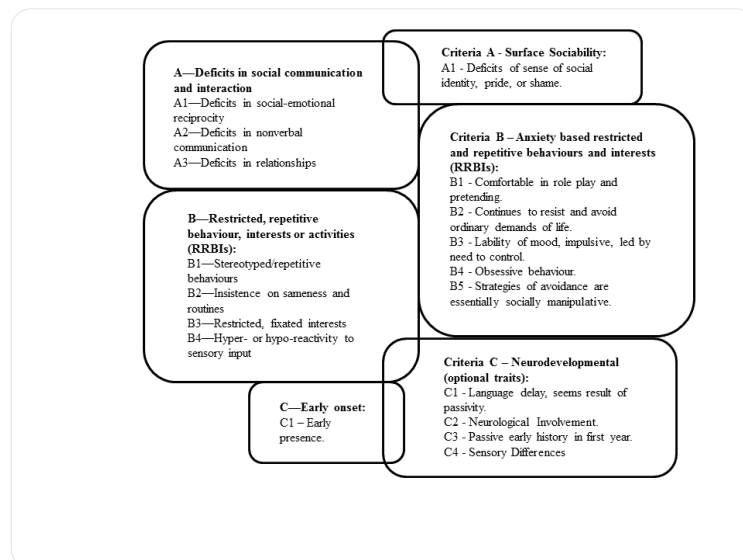 A—Deficits in social communication
and interaction
A1—Deficits in social-emotional
reciprocity
A2—Deficits in nonverbal
communication
A3—Deficits in relationships
B—Restricted, repetitive
behaviour, interests or activities
(RRBIs):
B1—Stereotyped/repetitive
behaviours
B2—Insistence on sameness and
routines
B3—Restricted, fixated interests
B4—Hyper- or hypo-reactivity to
sensory input
C—Early onset:
C1 – Early
presence.
Criteria A - Surface Sociability:
A1 - Deficits of sense of social
identity, pride, or shame.
Criteria B – Anxiety based restricted
and repetitive behaviours and interests
(RRBIs):
B1 - Comfortable in role play and
pretending.
B2 - Continues to resist and avoid
ordinary demands of life.
B3 - Lability of mood, impulsive, led by
need to control.
B4 - Obsessive behaviour.
B5 - Strategies of avoidance are
essentially socially manipulative.
Criteria C – Neurodevelopmental
(optional traits):
C1 - Language delay, seems result of
passivity.
C2 - Neurological Involvement.
C3 - Passive early history in first year.
C4 - Sensory Differences